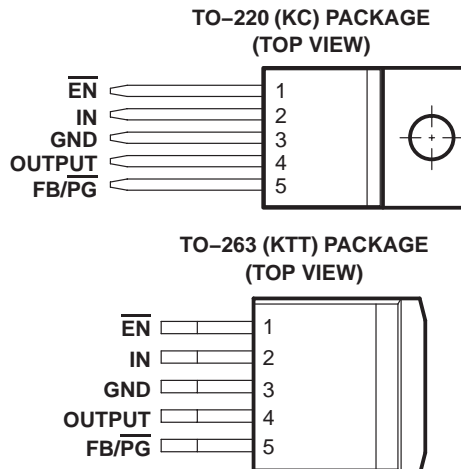 TO–220 (KC) PACKAGE
(TOP VIEW)
EN 1
IN 2
GND 3
OUTPUT 4
FB/PG 5
TO–263 (KTT) PACKAGE
(TOP VIEW)
EN 1
IN 2
GND 3
OUTPUT 4
FB/PG 5